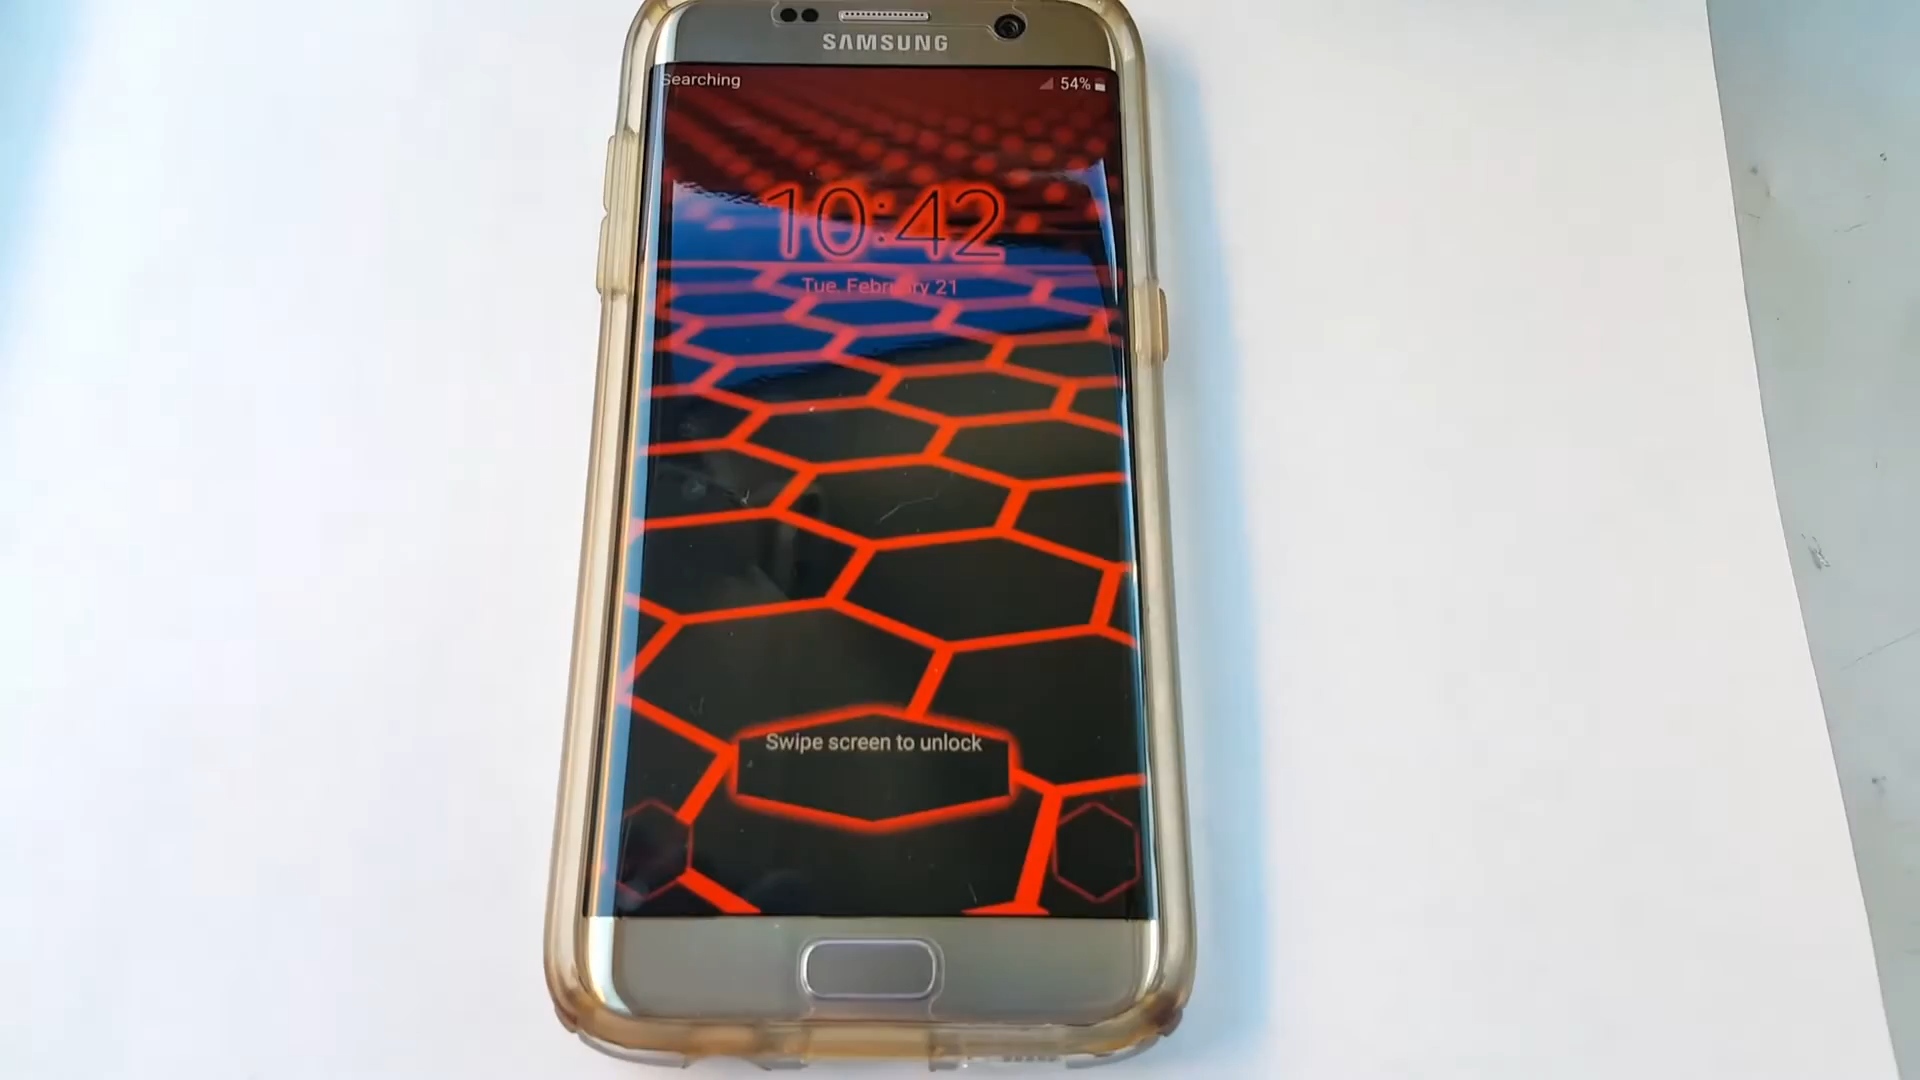 SAMSUNG
Searching
54%
10:42
Tue. February 21
Swipe screen to unlock